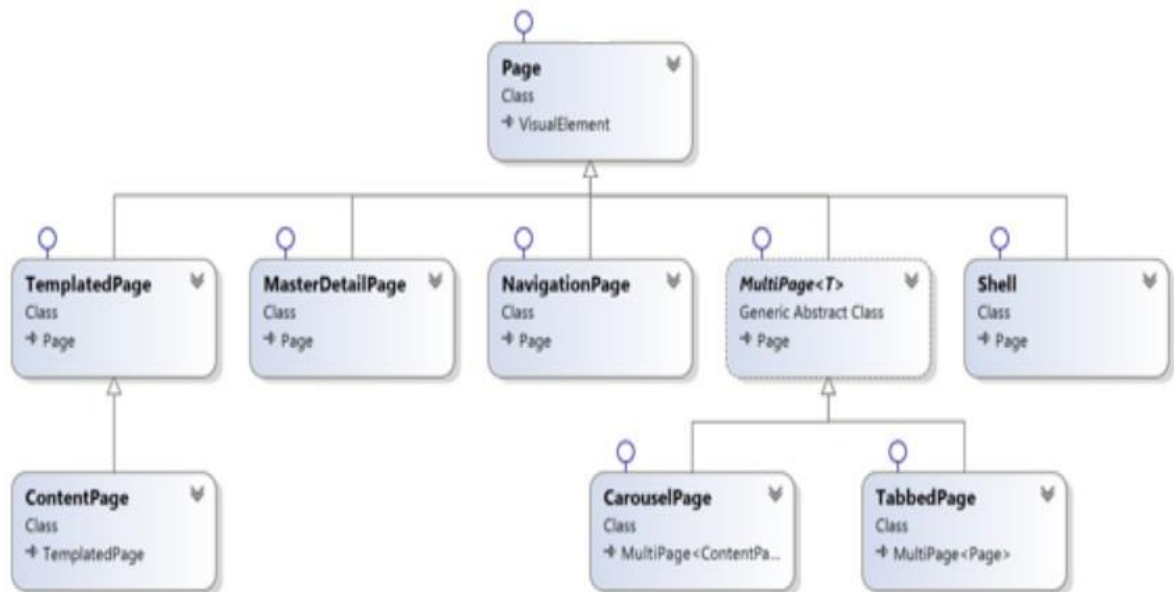 Page
Class
VisualElement
TemplatedPage
Class
Page
MasterDetailPage
Class
Page
NavigationPage
Class
Page
MultiPage<T>
Generic Abstract Class
Page
Shell
Class
Page
ContentPage
Class
TemplatedPage
CarouselPage
Class
MultiPage<ContentPa...
TabbedPage
Class
MultiPage<Page>